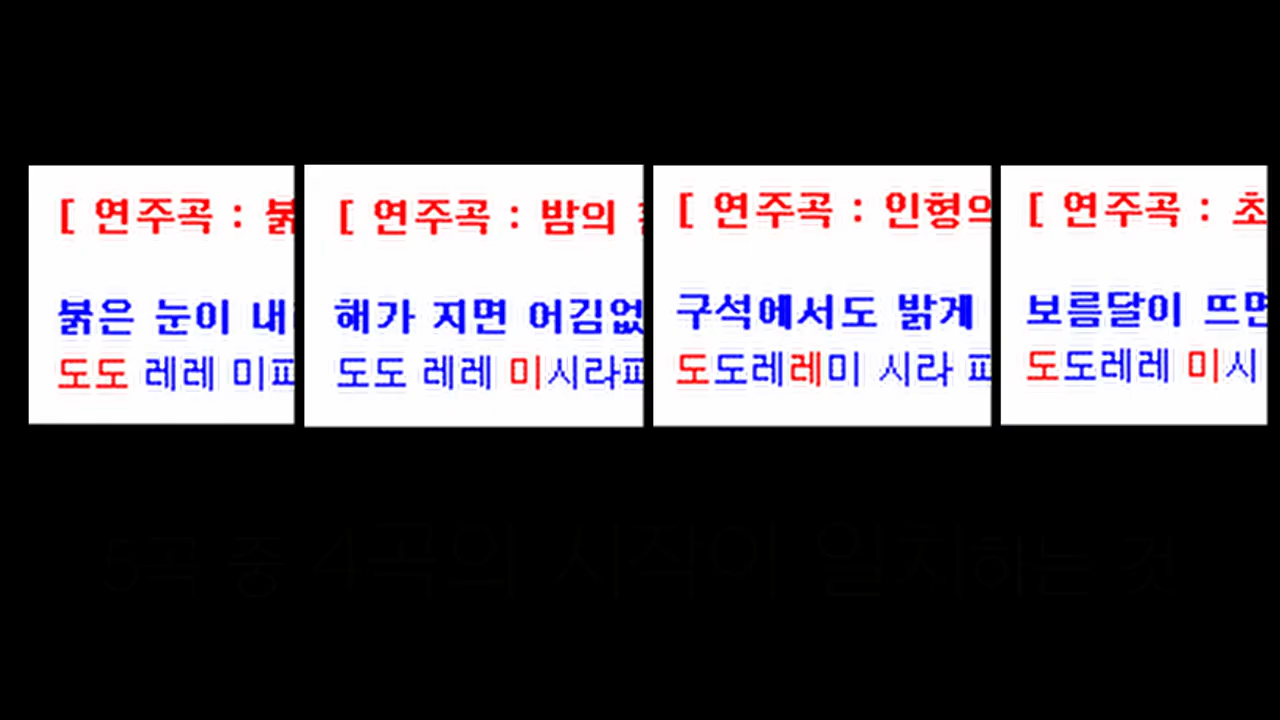 [ 연주곡 : 붉
붉은 눈이 내
도도 레레 미파
[ 연주곡 : 밤의
해가 지면 어김없
도도 레레 미시라파
[ 연주곡 : 인형의
구석에서도 밝게
도도레레미 시라 파
[ 연주곡 : 초
보름달이 뜨면
도도레레 미시
5곡 중 4곡의 시작이 일치하는 것